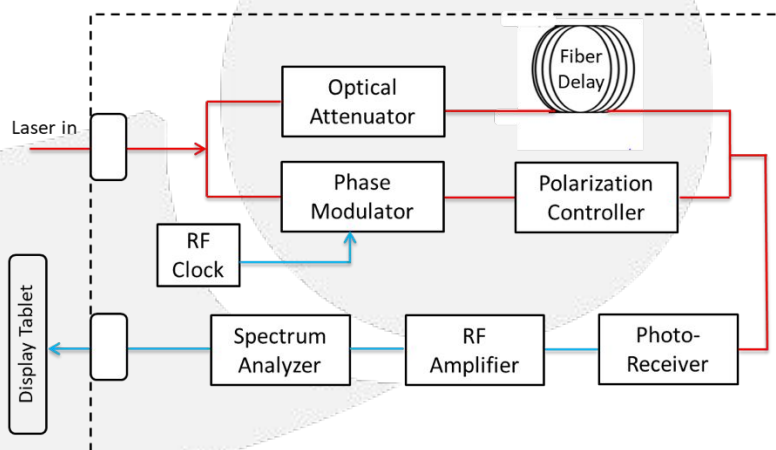 Fiber
Delay
Optical
Attenuator
Laser in
Phase
Modulator
Polarization
Controller
RF
Clock
Display Tablet
Spectrum
Analyzer
RF
Amplifier
Photo-
Receiver